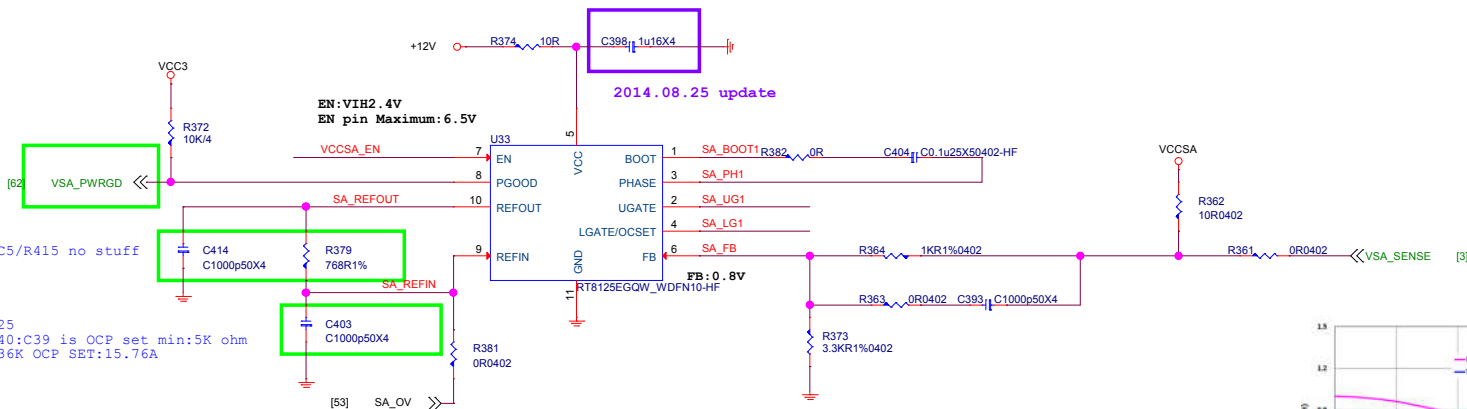 +12V
R374
10R
C398
1u16X4
2014.08.25 update
VCC3
R372
10K/4
EN:VIH2.4V
EN pin Maximum:6.5V
U33
VCCSA_EN
7
EN
5
VCC
BOOT
1
SA_BOOT1
R382
0R
C404
C0.1u25X50402-HF
[62]
VSA_PWRGD
8
PGOOD
PHASE
3
SA_PH1
SA_REFOUT
10
REFOUT
UGATE
2
SA_UG1
LGATE/OCSET
4
SA_LG1
9
REFIN
GND
11
FB
6
SA_FB
FB:0.8V
RT8125EGQW_WDFN10-HF
VCCSA
R362
10R0402
R364
1KR1%0402
R361
0R0402
VSA_SENSE
[3]
R363
0R0402
C393
C1000p50X4
R373
3.3KR1%0402
C5/R415 no stuff
C414
C1000p50X4
R379
768R1%
SA_REFIN
25
40:C39 is OCP set min:5K ohm
36K OCP SET:15.76A
C403
C1000p50X4
R381
0R0402
[53]
SA_OV
1.5
1.2